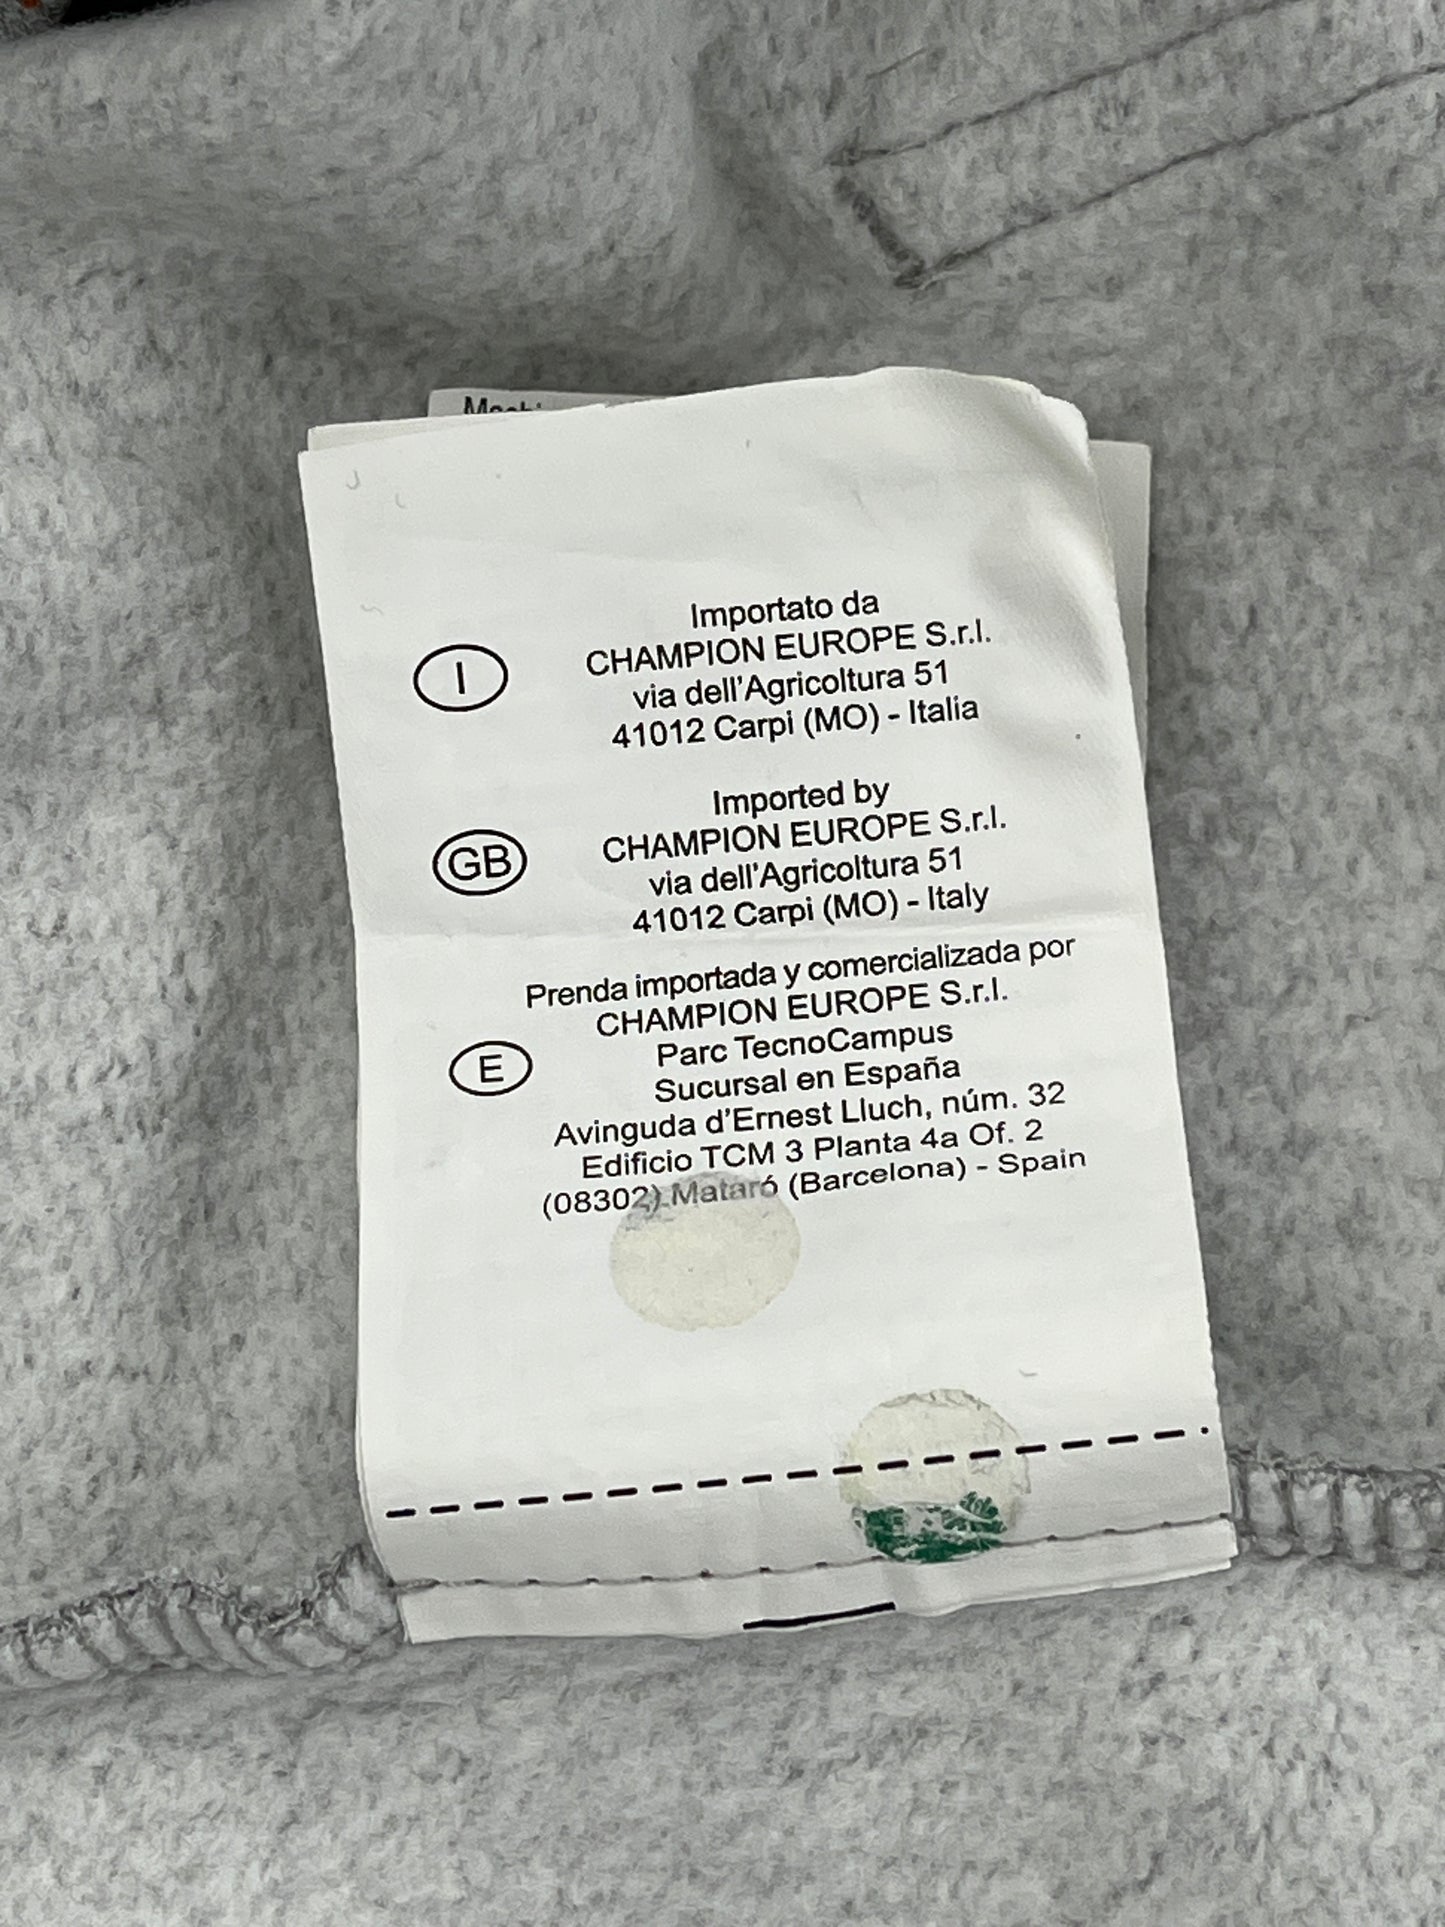 I
Importato da
CHAMPION EUROPE S.r.l.
via dell'Agricoltura 51
41012 Carpi (MO) - Italia
GB
Imported by
CHAMPION EUROPE S.r.l.
via dell'Agricoltura 51
41012 Carpi (MO) - Italy
E
Prenda importada y comercializada por
CHAMPION EUROPE S.r.l.
Parc TecnoCampus
Sucursal en España
Avinguda d'Ernest Lluch, núm. 32
Edificio TCM 3 Planta 4a Of. 2
(08302) Mataró (Barcelona) - Spain